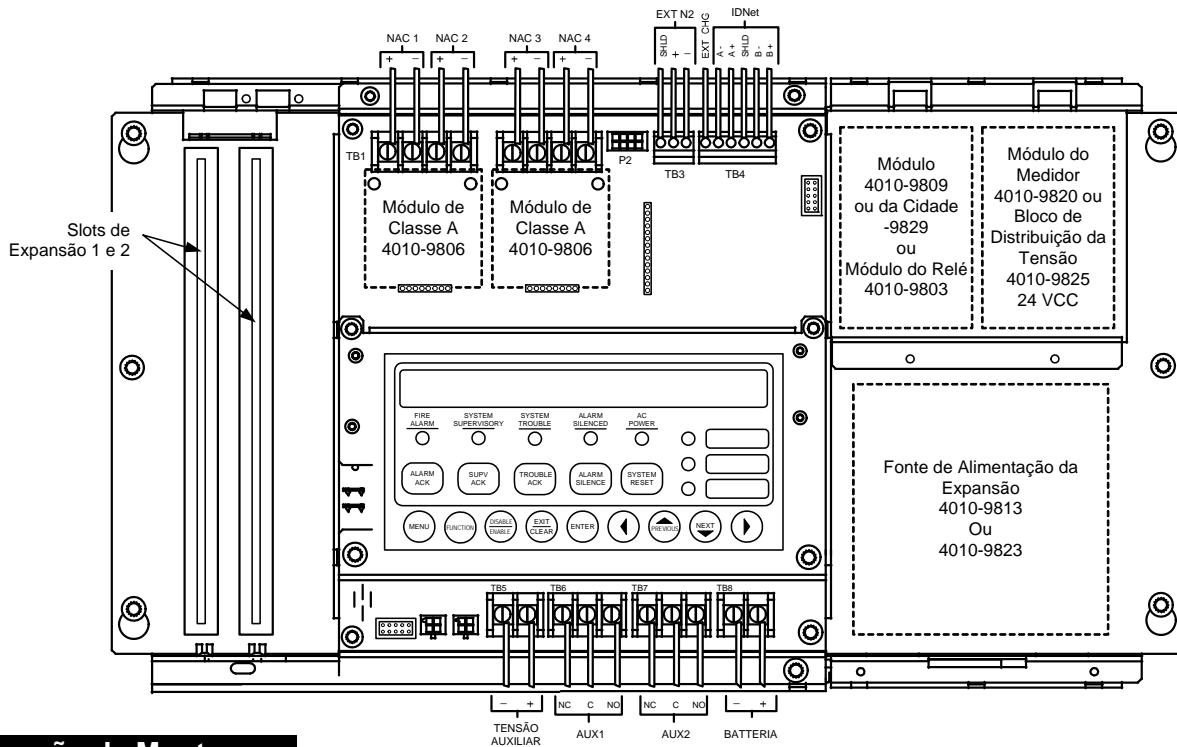 EXT N2
EXT CHG
IDNet
NAC 1
NAC 2
NAC 3
NAC 4
+
−
+
−
+
−
+
−
SHLD
+
−
A -
A +
SHLD
B -
B +
TB1
P2
TB3
TB4
Módulo de
Classe A
4010-9806
Módulo de
Classe A
4010-9806
Módulo
4010-9809
ou da Cidade
-9829
ou
Módulo do Relé
4010-9803
Módulo do
Medidor
4010-9820 ou
Bloco de
Distribuição da
Tensão
4010-9825
24 VCC
Slots de
Expansão 1 e 2
FIRE
ALARM
SYSTEM
SUPERVISORY
SYSTEM
TROUBLE
ALARM
SILENCED
AC
POWER
ALARM
ACK
SUPV
ACK
TROUBLE
ACK
ALARM
SILENCE
SYSTEM
RESET
MENU
FUNCTION
DISABLE
ENABLE
EXIT
CLEAR
ENTER
PREVIOUS
NEXT
Fonte de Alimentação da
Expansão
4010-9813
Ou
4010-9823
TB5
TB6
TB7
TB8
−
+
NC
C
NO
NC
C
NO
−
+
TENSÃO
AUXILIAR
AUX1
AUX2
BATTERIA